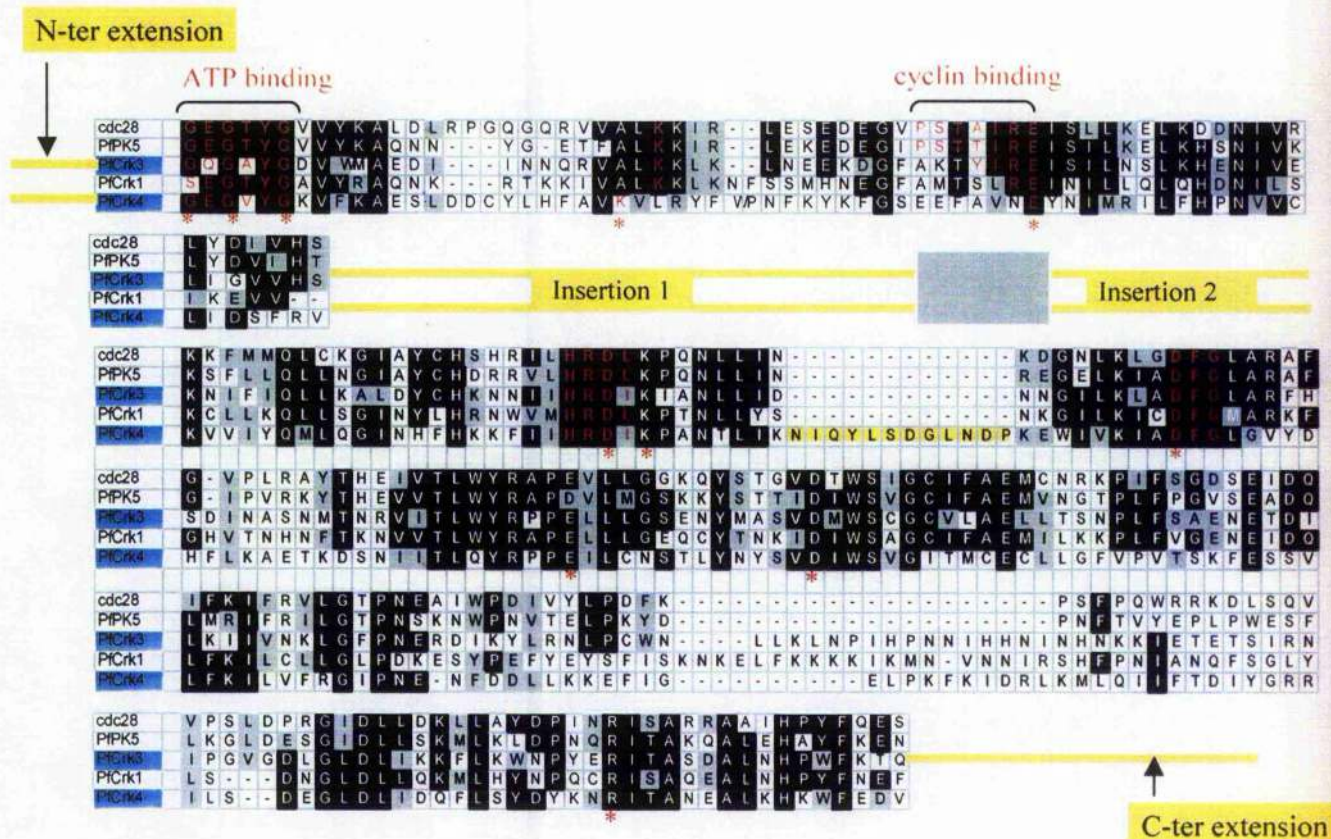 N-ter extension
ATP binding
cyclin binding
cdc28 GEGTYGVVYKALDLRPGQGQRVVALKKIR--LESEDEGVPSTAIREISLLKELKDDNIVR
PfPK5 GEGTYGVVYKAQNN---YG-ETFALKKIR--LEKEDEGIPSTTIREISILKELKHSNIVK
PfCrk3 GQGAYGDVWMAEDI---INNQRVALKKLK--LNEEKDGFAKTYIREISILNSLKHENIVE
PfCrk1 SEGTYGAVYRAQNK---RTKKIVALKKLKNFSSMHNEGFAMTSLREINILLQLQHDNILS
PfCrk4 GEGVYGKVFKAESLDDCYLHFAVKVLRYFVVPNFKYKFGSEEFAVNEYNIMRILFHPNVVC
* * * * *
cdc28 LYDIVHS
PfPK5 LYDVIHT
PfCrk3 LIGVVHS
PfCrk1 IKEVV--
PfCrk4 LIDSFRV
Insertion 1
Insertion 2
cdc28 KKFMMQLCKGIAYCHSHRILHRDLKPQNLLIN-------------KDGNLKLGDFGLARAF
PfPK5 KSFLLQLLNGIAYCHDRRVLHRDLKPQNLLIN-------------REGELKIADFGLARAF
PfCrk3 KNIFIQLLKALDYCHKNNIIHRDIKIANLLID-------------NNGILKLADFGLARFH
PfCrk1 KCLLKQLLSGINYLHRNWVMHRDLKPTNLLYS-------------NKGILKICDFGMARKF
PfCrk4 KVVIYQMLQGINHFHKKFIIHRDIKPANTLIKNIQYLSDGLNDPKEWIVKIADFGLGVYD
* * *
cdc28 G-VPLRAYTHEIVTLWYRAPEVLLGGKQYSTGVDTWSIGCIFAEMCNRKPIFSGDSEIDQ
PfPK5 G-IPVRKYTHEVVTLWYRAPDVLMGSKKYSTTIDIWSVGCIFAEMVNGTPLFPGVSEADQ
PfCrk3 SDINASNMTNRVITLWYRPPELLLGSENYMASVDMWSCGCVLAELLTSNPLFSAENETDI
PfCrk1 GHVTNHNFTKNVVTLWYRAPELLLGEQCYTNKIDIWSAGCIFAEMILKKPLFVGENEIDQ
PfCrk4 HFLKAETKDSNIITLQYRPPEILCNSTLYNYSVDIWSVGITMCECLLGFVPVTSKFESSV
* *
cdc28 IFKIFRVLGTPNEAIWPDIVYLPDFK---------------------PSFPQWRRKDLSQV
PfPK5 LMRIFRILGTPNSKNWPNVTELPKYD---------------------PNFTVYEPLPWESF
PfCrk3 LKIIVNKLGFPNERDIKYLRNLPCWN----LLKLNPIHPNNIHHNINHNKKIETETSIRN
PfCrk1 LFKILCLLGLPDKESYPEFYEYSFISKNKELFKKKKIKMN-VNNIRSHFPNIANQFSGLY
PfCrk4 LFKILVFRGIPNE-NFDDLLKKEFIG----------ELPKFKIDRLKMLQIIFTDIYGRR
cdc28 VPSLDPRGIDLLDKLLAYDPINRISARRAAIHPYFQES
PfPK5 LKGLDESGIDLLSKMLKLDPNQRITAKQALEHAYFKEN
PfCrk3 IPGVGDLGLDLIKKFLKWNPYERITASDALNHPWFKTQ
PfCrk1 LS---DNGLDLLQKMLHYNPQCRISAQEALNHPYFNEF
PfCrk4 ILS--DEGLDLIDQFLSYDYKNRITANEALKHKWFEDV
*
C-ter extension